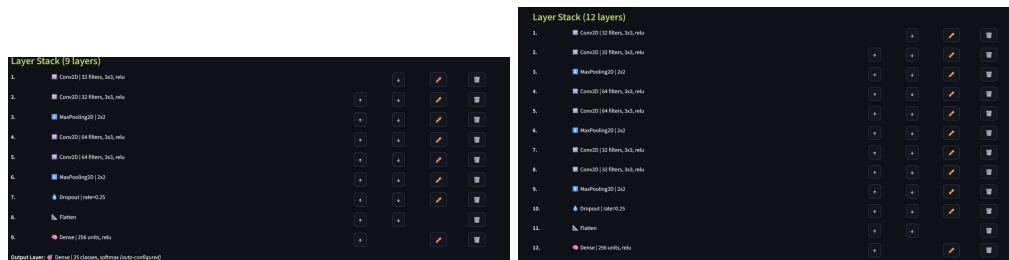 Layer Stack (9 layers)
1. Conv2D | 32 filters, 3x3, relu
2. Conv2D | 32 filters, 3x3, relu
3. MaxPooling2D | 2x2
4. Conv2D | 64 filters, 3x3, relu
5. Conv2D | 64 filters, 3x3, relu
6. MaxPooling2D | 2x2
7. Dropout | rate=0.25
8. Flatten
9. Dense | 256 units, relu
Output Layer: Dense | 25 classes, softmax (auto-configured)
Layer Stack (12 layers)
1. Conv2D | 32 filters, 3x3, relu
2. Conv2D | 32 filters, 3x3, relu
3. MaxPooling2D | 2x2
4. Conv2D | 64 filters, 3x3, relu
5. Conv2D | 64 filters, 3x3, relu
6. MaxPooling2D | 2x2
7. Conv2D | 32 filters, 3x3, relu
8. Conv2D | 32 filters, 3x3, relu
9. MaxPooling2D | 2x2
10. Dropout | rate=0.25
11. Flatten
12. Dense | 256 units, relu